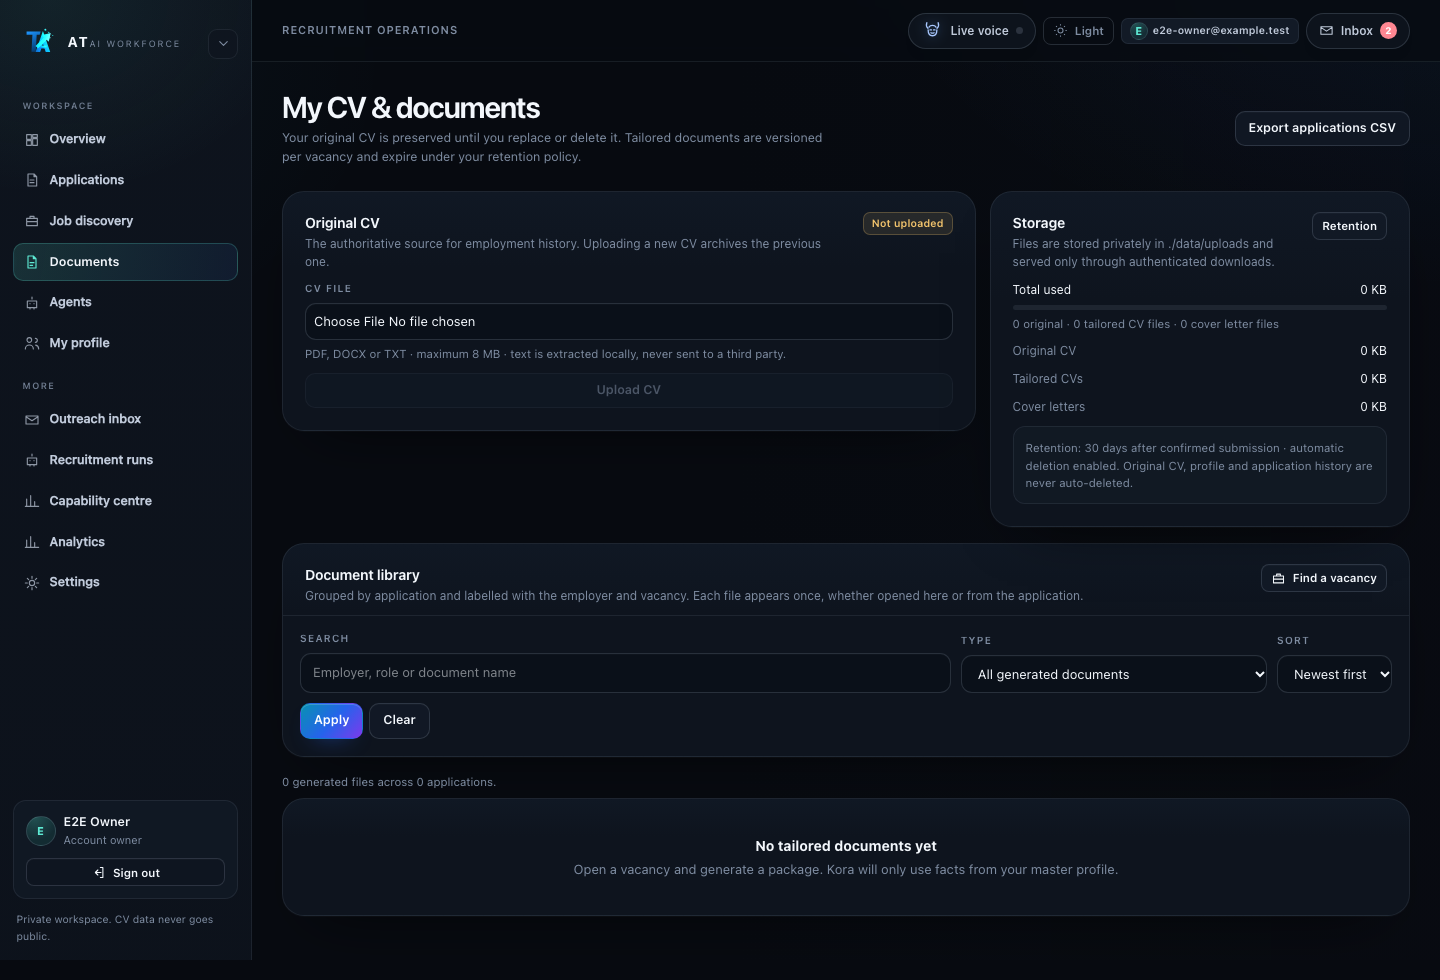 AT AI WORKFORCE
WORKSPACE
Overview
Applications
Job discovery
Documents
Agents
My profile
MORE
Outreach inbox
Recruitment runs
Capability centre
Analytics
Settings
E
E2E Owner
Account owner
Sign out
Private workspace. CV data never goes
public.
RECRUITMENT OPERATIONS
Live voice
Light
E e2e-owner@example.test
Inbox 2
My CV & documents
Your original CV is preserved until you replace or delete it. Tailored documents are versioned
per vacancy and expire under your retention policy.
Export applications CSV
Original CV
Not uploaded
The authoritative source for employment history. Uploading a new CV archives the previous
one.
CV FILE
Choose File No file chosen
PDF, DOCX or TXT · maximum 8 MB · text is extracted locally, never sent to a third party.
Upload CV
Storage
Retention
Files are stored privately in ./data/uploads and
served only through authenticated downloads.
Total used 0 KB
0 original · 0 tailored CV files · 0 cover letter files
Original CV 0 KB
Tailored CVs 0 KB
Cover letters 0 KB
Retention: 30 days after confirmed submission · automatic
deletion enabled. Original CV, profile and application history are
never auto-deleted.
Document library
Grouped by application and labelled with the employer and vacancy. Each file appears once, whether opened here or from the application.
Find a vacancy
SEARCH
Employer, role or document name
TYPE
All generated documents
SORT
Newest first
Apply
Clear
0 generated files across 0 applications.
No tailored documents yet
Open a vacancy and generate a package. Kora will only use facts from your master profile.